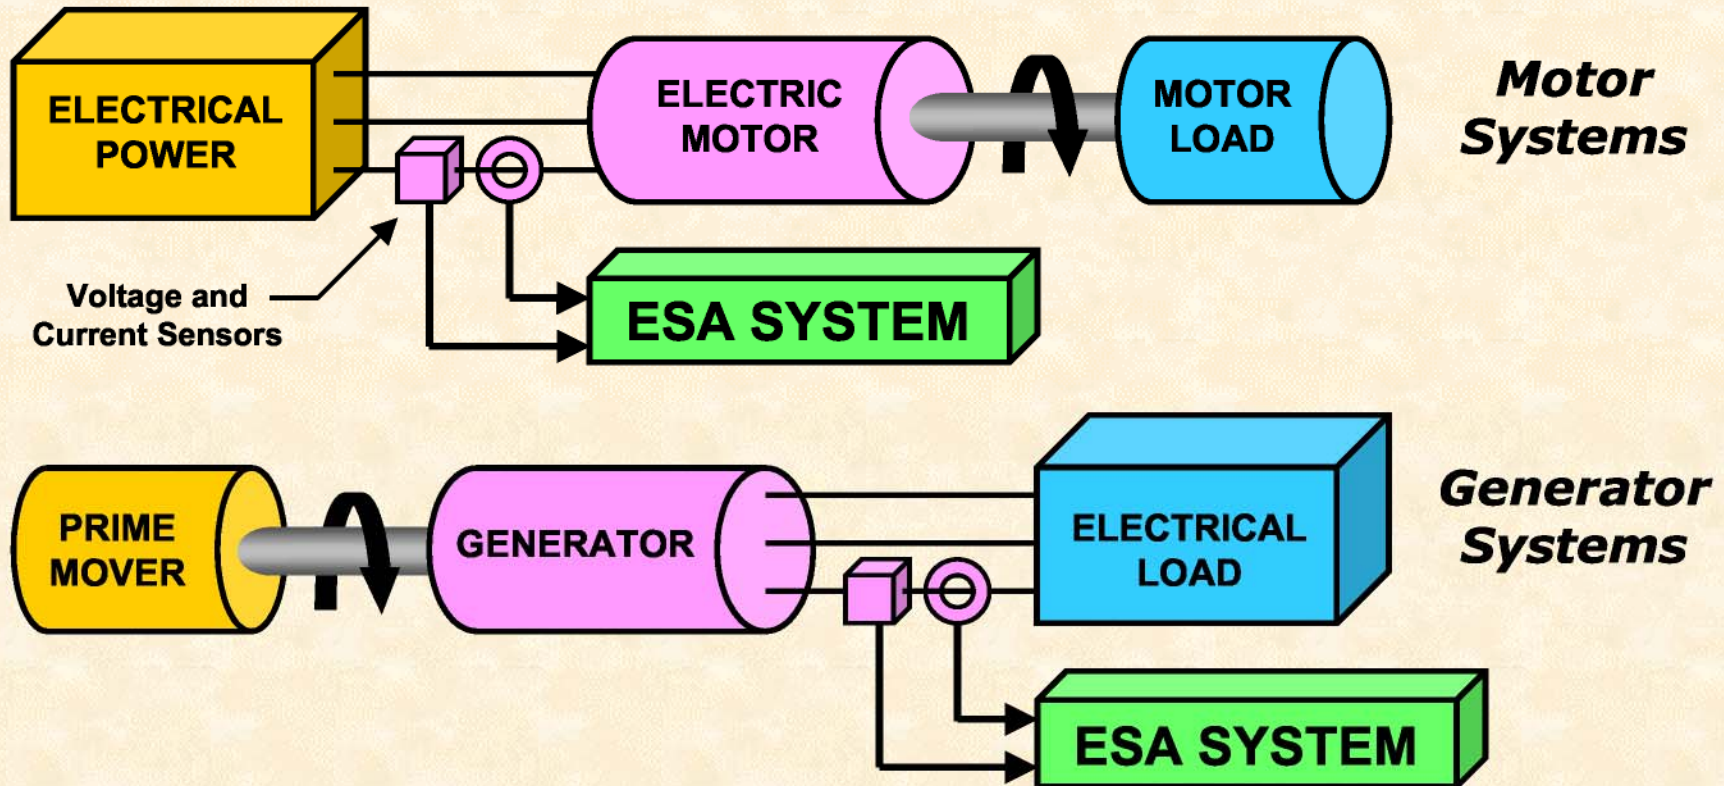 ELECTRICAL
POWER
ELECTRIC
MOTOR
MOTOR
LOAD
Motor
Systems
Voltage and
Current Sensors
ESA SYSTEM
PRIME
MOVER
GENERATOR
ELECTRICAL
LOAD
Generator
Systems
ESA SYSTEM